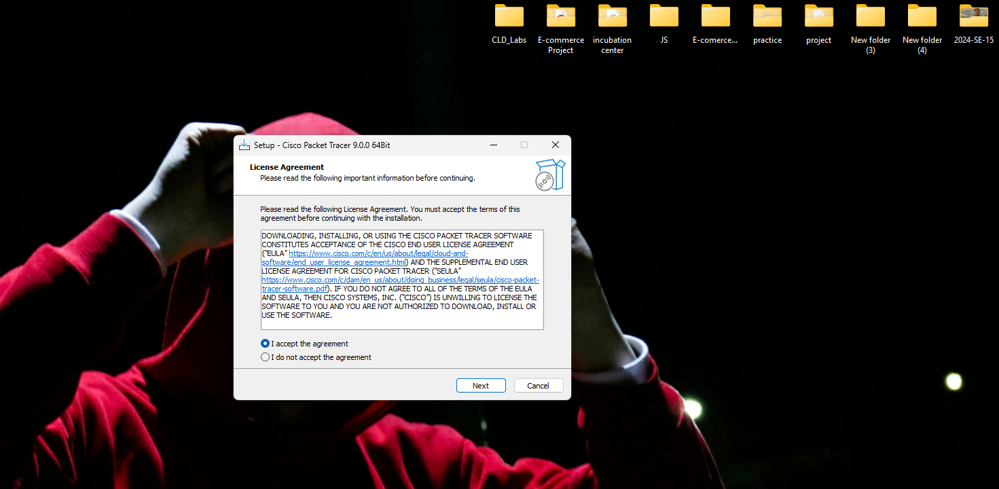 CLD_Labs
E-commerce
Project
incubation
center
JS
E-comerce...
practice
project
New folder
(3)
New folder
(4)
2024-SE-15
Setup - Cisco Packet Tracer 9.0.0 64Bit
License Agreement
Please read the following important information before continuing.
Please read the following License Agreement. You must accept the terms of this
agreement before continuing with the installation.
DOWNLOADING, INSTALLING, OR USING THE CISCO PACKET TRACER SOFTWARE
CONSTITUTES ACCEPTANCE OF THE CISCO END USER LICENSE AGREEMENT
("EULA" https://www.cisco.com/c/en/us/about/legal/cloud-and-
software/end_user_license_agreement.html) AND THE SUPPLEMENTAL END USER
LICENSE AGREEMENT FOR CISCO PACKET TRACER ("SEULA"
https://www.cisco.com/c/dam/en_us/about/doing_business/legal/seula/cisco-packet-
tracer-software.pdf). IF YOU DO NOT AGREE TO ALL OF THE TERMS OF THE EULA
AND SEULA, THEN CISCO SYSTEMS, INC. ("CISCO") IS UNWILLING TO LICENSE THE
SOFTWARE TO YOU AND YOU ARE NOT AUTHORIZED TO DOWNLOAD, INSTALL OR
USE THE SOFTWARE.
I accept the agreement
I do not accept the agreement
Next
Cancel